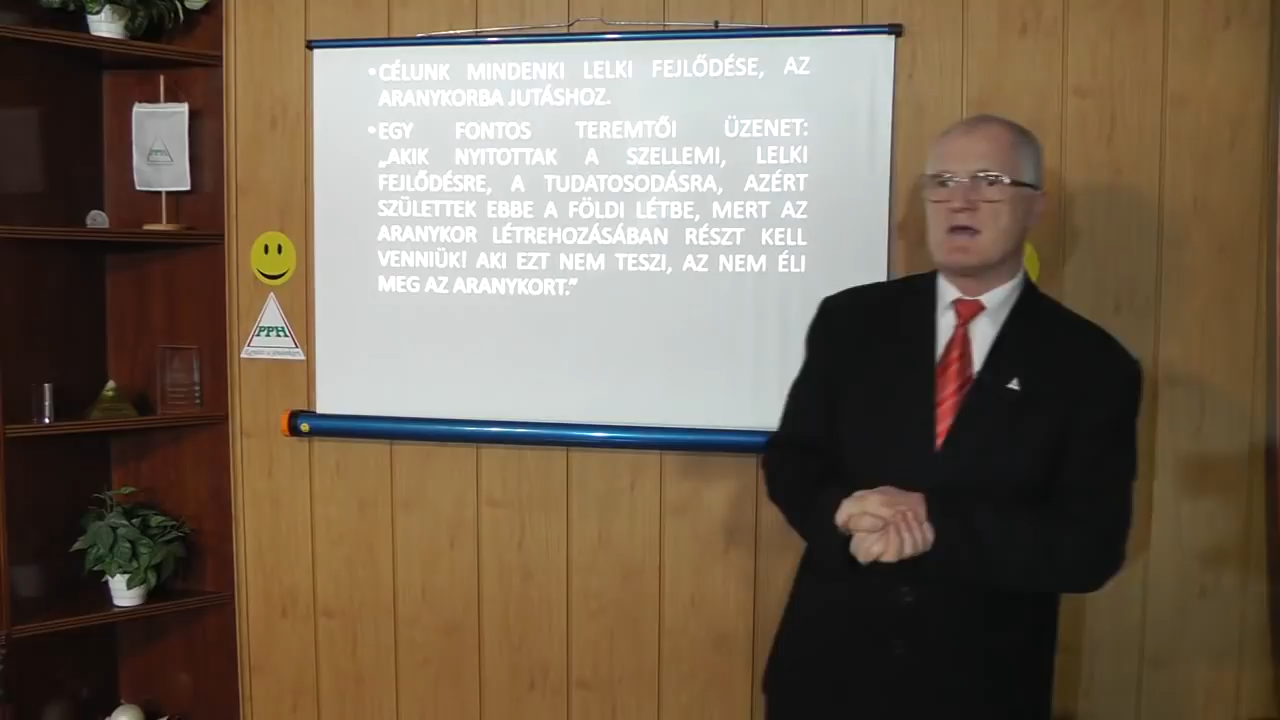 •CÉLUNK MINDENKI LELKI FEJLŐDÉSE, AZ
ARANYKORBA JUTÁSHOZ.
•EGY FONTOS TEREMTŐI ÜZENET:
„AKIK NYITOTTAK A SZELLEMI, LELKI
FEJLŐDÉSRE, A TUDATOSODÁSRA, AZÉRT
SZÜLETTEK EBBE A FÖLDI LÉTBE, MERT AZ
ARANYKOR LÉTREHOZÁSÁBAN RÉSZT KELL
VENNIÜK! AKI EZT NEM TESZI, AZ NEM ÉLI
MEG AZ ARANYKORT.”
PPH
PPH